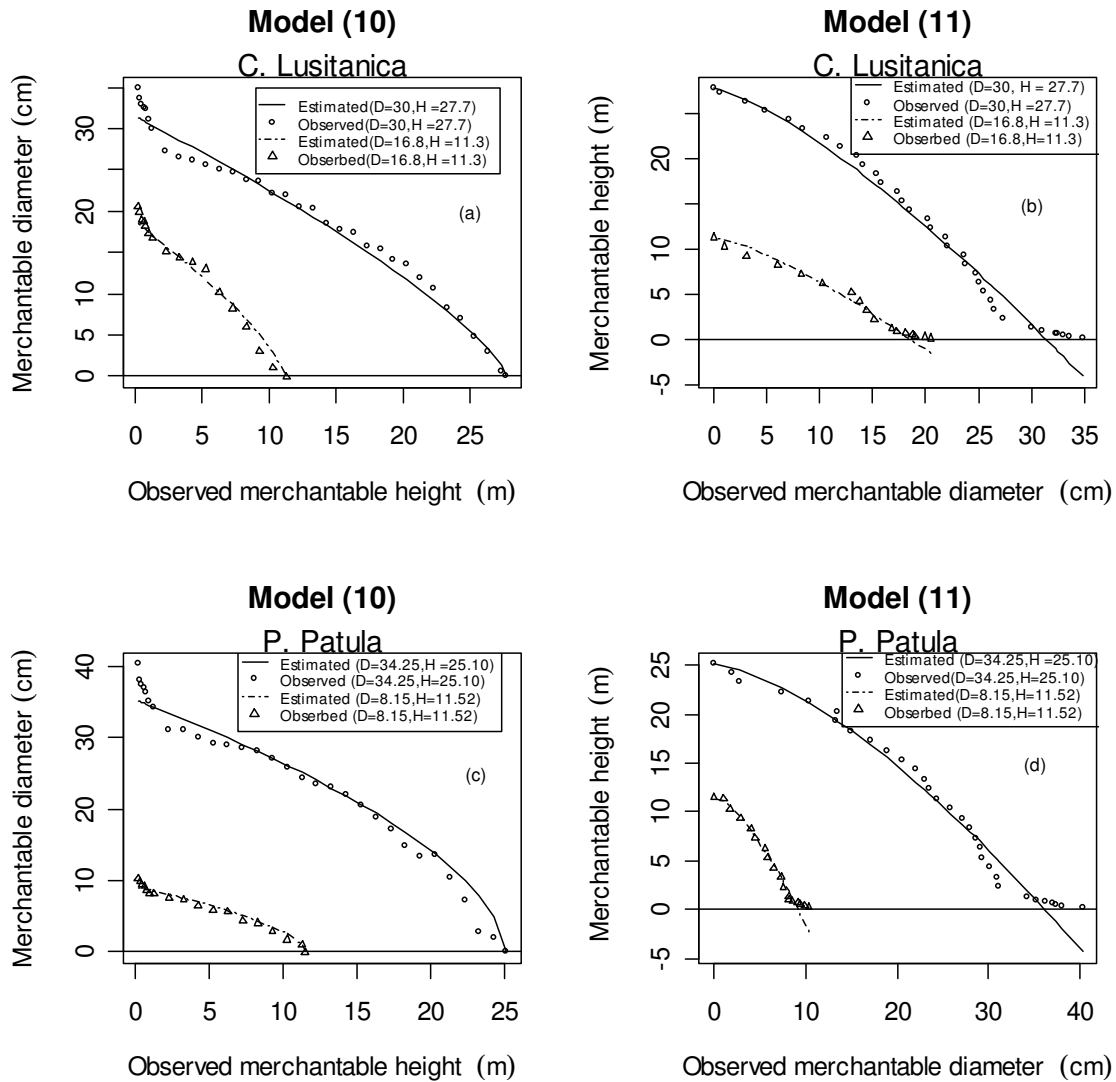 Model (10)
C. Lusitanica
Merchantable diameter (cm)
0 5 10 20 30
Estimated(D=30,H =27.7)
Observed(D=30,H =27.7)
Estimated(D=16.8,H =11.3)
Obserbed(D=16.8,H =11.3)
(a)
0 5 10 15 20 25
Observed merchantable height (m)
Model (11)
C. Lusitanica
Merchantable height (m)
-5 0 5 10 20
Estimated (D=30, H =27.7)
Observed (D=30,H =27.7)
Estimated (D=16.8,H =11.3)
Obserbed (D=16.8,H =11.3)
(b)
0 5 10 15 20 25 30 35
Observed merchantable diameter (cm)
Model (10)
P. Patula
Merchantable diameter (cm)
0 10 20 30 40
Estimated (D=34.25,H =25.10)
Observed (D=34.25,H =25.10)
Estimated (D=8.15,H=11.52)
Obserbed (D=8.15,H=11.52)
(c)
0 5 10 15 20 25
Observed merchantable height (m)
Model (11)
P. Patula
Merchantable height (m)
-5 0 5 10 15 20 25
Estimated (D=34.25,H =25.10)
Observed (D=34.25,H =25.10)
Estimated(D=8.15,H=11.52)
Obserbed (D=8.15,H=11.52)
(d)
0 10 20 30 40
Observed merchantable diameter (cm)